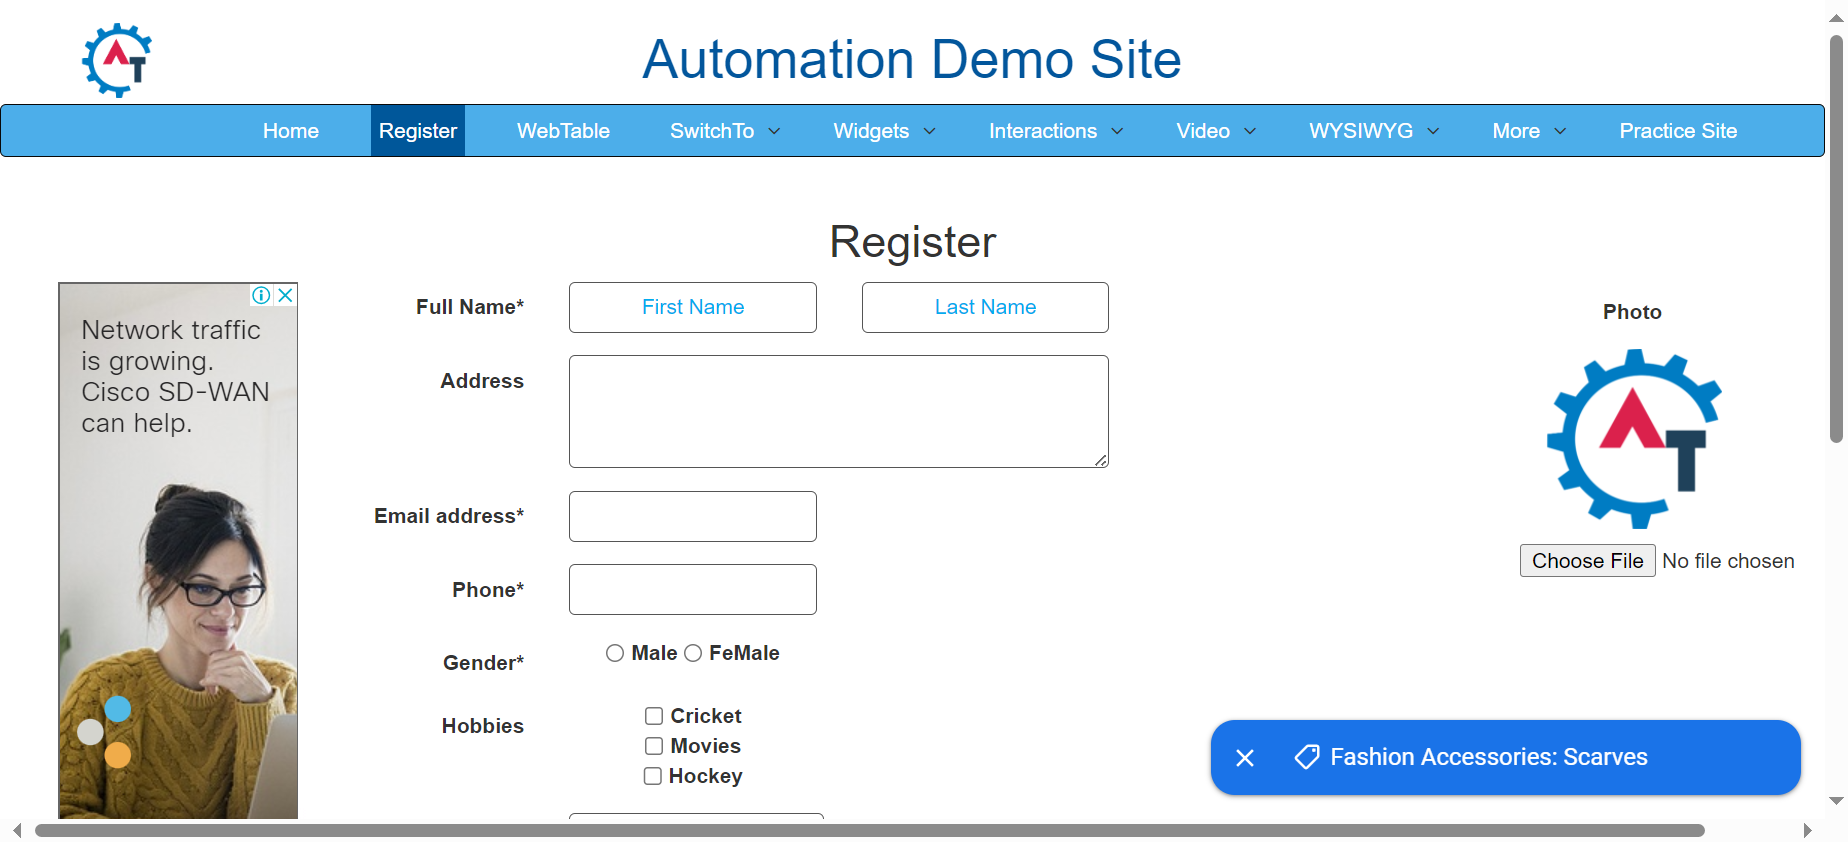 Automation Demo Site
Home Register WebTable SwitchTo Widgets Interactions Video WYSIWYG More Practice Site
Register
Network traffic
is growing.
Cisco SD-WAN
can help.
Full Name* First Name Last Name
Address
Email address*
Phone*
Gender* Male FeMale
Hobbies Cricket
Movies
Hockey
Photo
AT
Choose File No file chosen
Fashion Accessories: Scarves